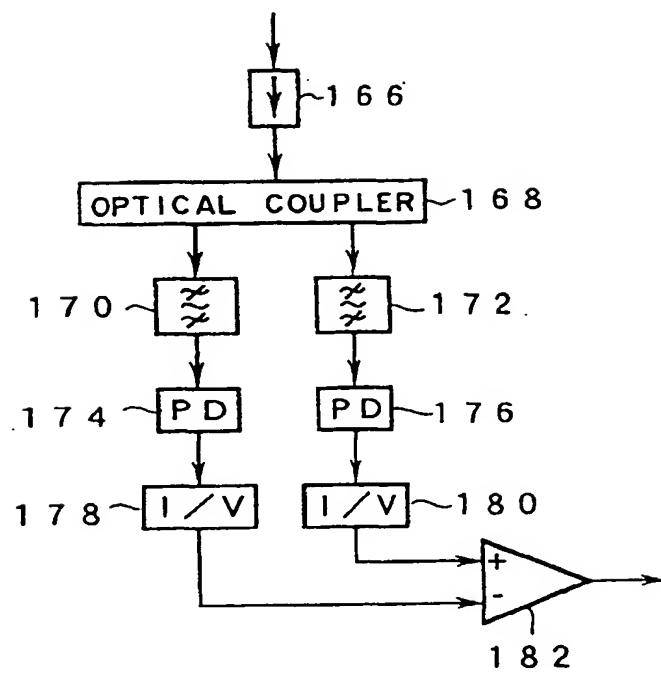 166
OPTICAL COUPLER 168
170 172
174 PD PD 176
178 I/V I/V 180
+
-
182